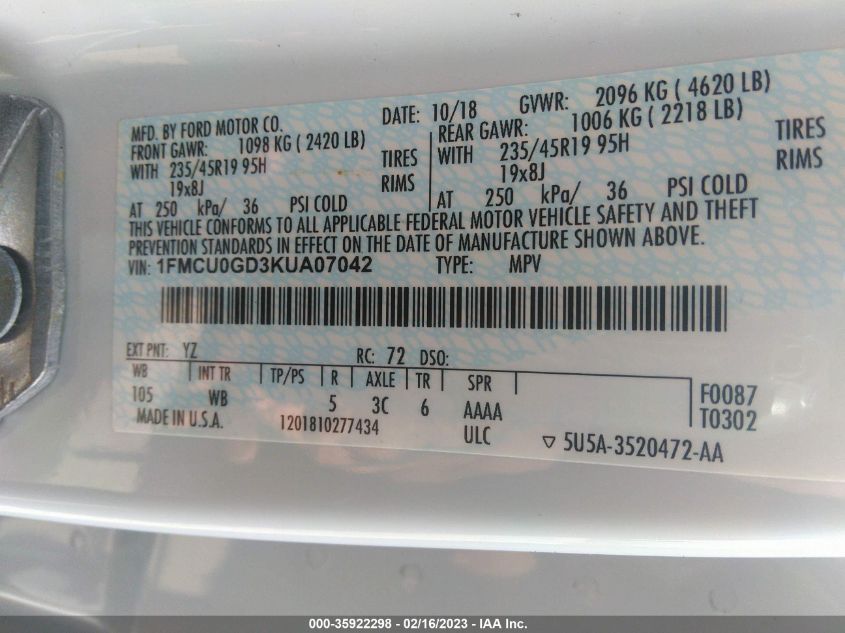 MFD. BY FORD MOTOR CO. DATE: 10/18 GVWR: 2096 KG ( 4620 LB)
FRONT GAWR: 1098 KG ( 2420 LB) REAR GAWR: 1006 KG ( 2218 LB)
WITH 235/45R19 95H TIRES WITH 235/45R19 95H TIRES
19x8J RIMS 19x8J RIMS
AT 250 kPa/ 36 PSI COLD AT 250 kPa/ 36 PSI COLD
THIS VEHICLE CONFORMS TO ALL APPLICABLE FEDERAL MOTOR VEHICLE SAFETY AND THEFT
PREVENTION STANDARDS IN EFFECT ON THE DATE OF MANUFACTURE SHOWN ABOVE.
VIN: 1FMCU0GD3KUA07042 TYPE: MPV
EXT PNT: YZ RC: 72 DSO:
WB INT TR TP/PS R AXLE TR SPR
105 WB 5 3C 6 AAAA F0087
MADE IN U.S.A. 1201810277434 ULC T0302
▽ 5U5A-3520472-AA
000-35922298 - 02/16/2023 - IAA Inc.